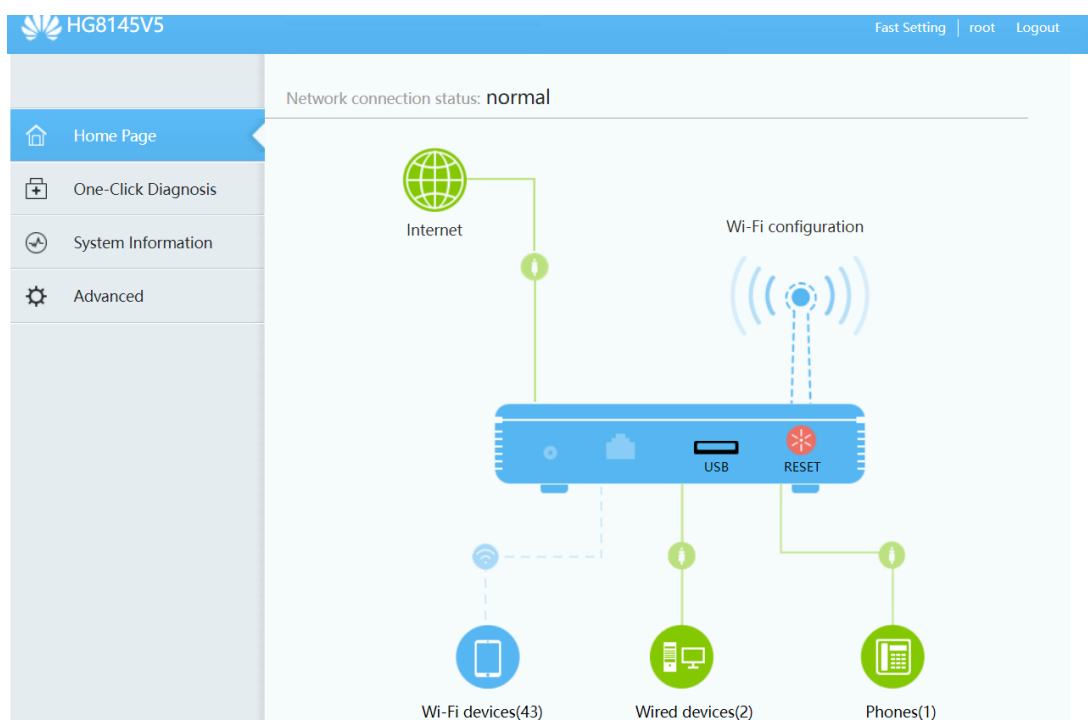 HG8145V5
Fast Setting | root Logout
Network connection status: normal
Home Page
One-Click Diagnosis
System Information
Advanced
Internet
Wi-Fi configuration
USB
RESET
Wi-Fi devices(43)
Wired devices(2)
Phones(1)